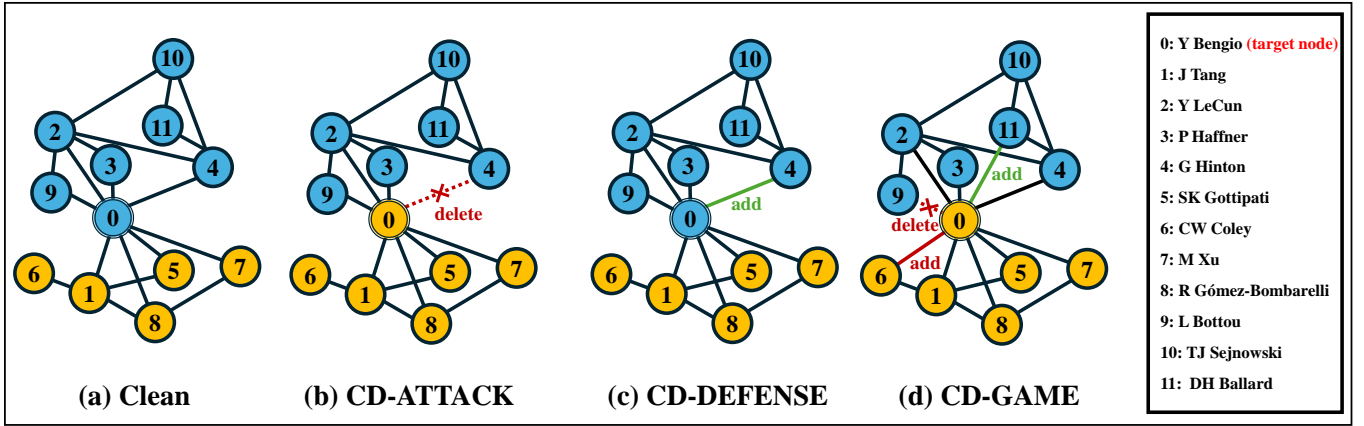 10
2
11
3
4
9
0
6
5
7
1
8
(a) Clean
10
2
11
3
4
9
delete
0
6
5
7
1
8
(b) CD-ATTACK
10
2
11
3
4
9
add
0
6
5
7
1
8
(c) CD-DEFENSE
10
2
11
3
4
add
9
delete
0
6
add
5
7
1
8
(d) CD-GAME
0: Y Bengio (target node)
1: J Tang
2: Y LeCun
3: P Haffner
4: G Hinton
5: SK Gottipati
6: CW Coley
7: M Xu
8: R Gómez-Bombarelli
9: L Bottou
10: TJ Sejnowski
11: DH Ballard